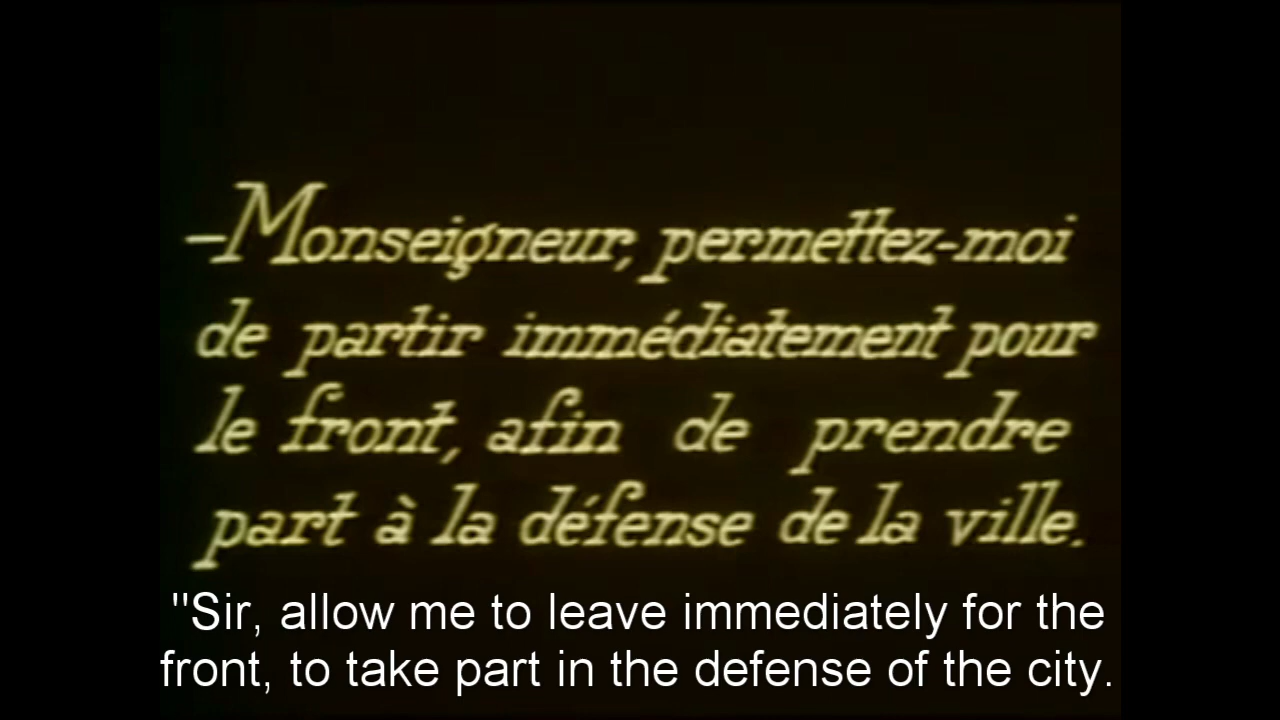 –Monseigneur, permettez-moi
de partir immédiatement pour
le front, afin de prendre
part à la défense de la ville.
"Sir, allow me to leave immediately for the
front, to take part in the defense of the city.